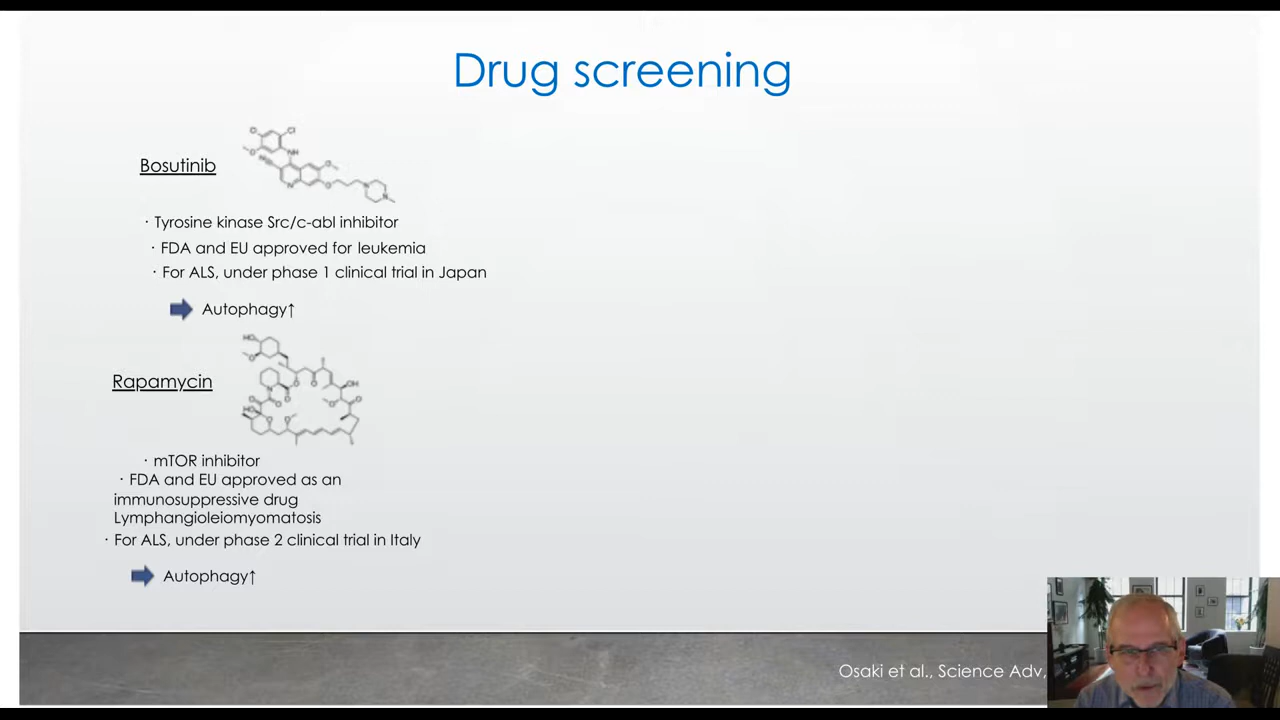 Drug screening
Bosutinib
· Tyrosine kinase Src/c-abl inhibitor
· FDA and EU approved for leukemia
· For ALS, under phase 1 clinical trial in Japan
Autophagy↑
Rapamycin
· mTOR inhibitor
· FDA and EU approved as an
immunosuppressive drug
Lymphangioleiomyomatosis
· For ALS, under phase 2 clinical trial in Italy
Autophagy↑
Osaki et al., Science Adv,